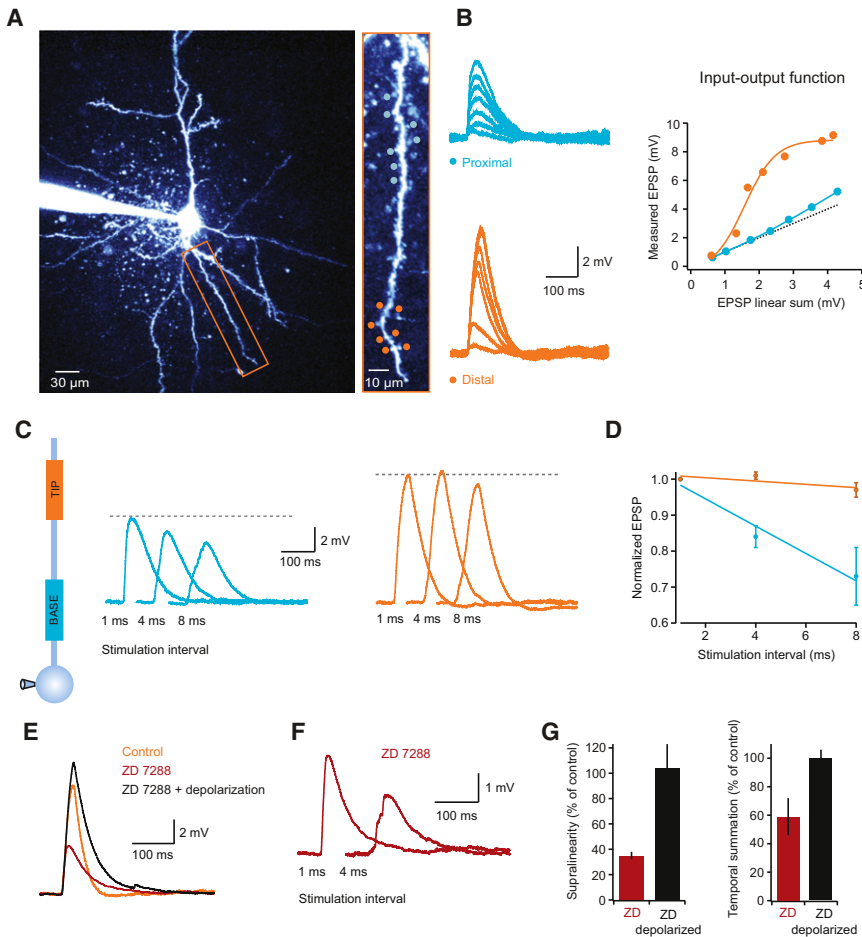 A
30 µm
10 µm
B
Proximal
Distal
2 mV
100 ms
Input-output function
Measured EPSP (mV)
10
8
6
4
2
0
0 1 2 3 4 5
EPSP linear sum (mV)
C
TIP
BASE
2 mV
100 ms
1 ms 4 ms 8 ms
Stimulation interval
1 ms 4 ms 8 ms
D
Normalized EPSP
1.0
0.9
0.8
0.7
0.6
2 4 6 8
Stimulation interval (ms)
E
Control
ZD 7288
ZD 7288 + depolarization
2 mV
100 ms
F
ZD 7288
1 mV
100 ms
1 ms 4 ms
Stimulation interval
G
Supralinearity (% of control)
120
100
80
60
40
20
0
ZD ZD
depolarized
Temporal summation (% of control)
100
80
60
40
20
0
ZD ZD
depolarized